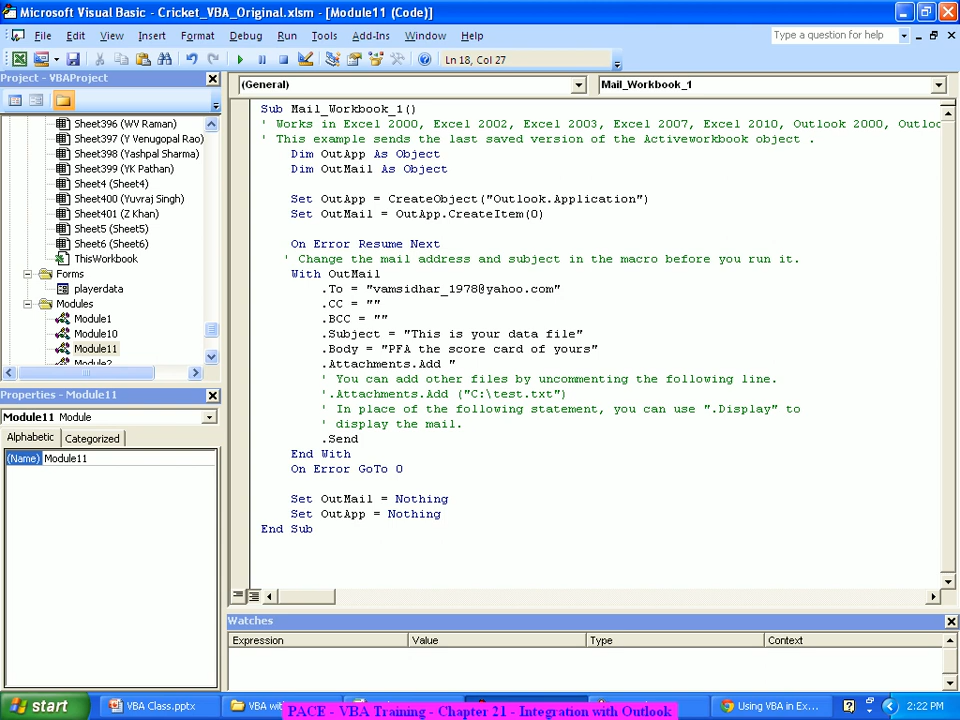 Microsoft Visual Basic - Cricket_VBA_Original.xlsm - [Module11 (Code)]
File Edit View Insert Format Debug Run Tools Add-Ins Window Help
Type a question for help
Ln 18, Col 27
Project - VBAProject
(General)
Mail_Workbook_1
Sheet396 (WV Raman)
Sheet397 (Y Venugopal Rao)
Sheet398 (Yashpal Sharma)
Sheet399 (YK Pathan)
Sheet4 (Sheet4)
Sheet400 (Yuvraj Singh)
Sheet401 (Z Khan)
Sheet5 (Sheet5)
Sheet6 (Sheet6)
ThisWorkbook
Forms
playerdata
Modules
Module1
Module10
Module11
Properties - Module11
Module11 Module
Alphabetic Categorized
(Name) Module11
Sub Mail_Workbook_1()
' Works in Excel 2000, Excel 2002, Excel 2003, Excel 2007, Excel 2010, Outlook 2000, Outloo
' This example sends the last saved version of the Activeworkbook object .
Dim OutApp As Object
Dim OutMail As Object
Set OutApp = CreateObject("Outlook.Application")
Set OutMail = OutApp.CreateItem(0)
On Error Resume Next
' Change the mail address and subject in the macro before you run it.
With OutMail
.To = "vamsidhar_1978@yahoo.com"
.CC = ""
.BCC = ""
.Subject = "This is your data file"
.Body = "PFA the score card of yours"
.Attachments.Add "
' You can add other files by uncommenting the following line.
'.Attachments.Add ("C:\test.txt")
' In place of the following statement, you can use ".Display" to
' display the mail.
.Send
End With
On Error GoTo 0
Set OutMail = Nothing
Set OutApp = Nothing
End Sub
Watches
Expression Value Type Context
start
VBA Class.pptx
VBA wit
PACE - VBA Training - Chapter 21 - Integration with Outlook
Using VBA in Ex...
2:22 PM